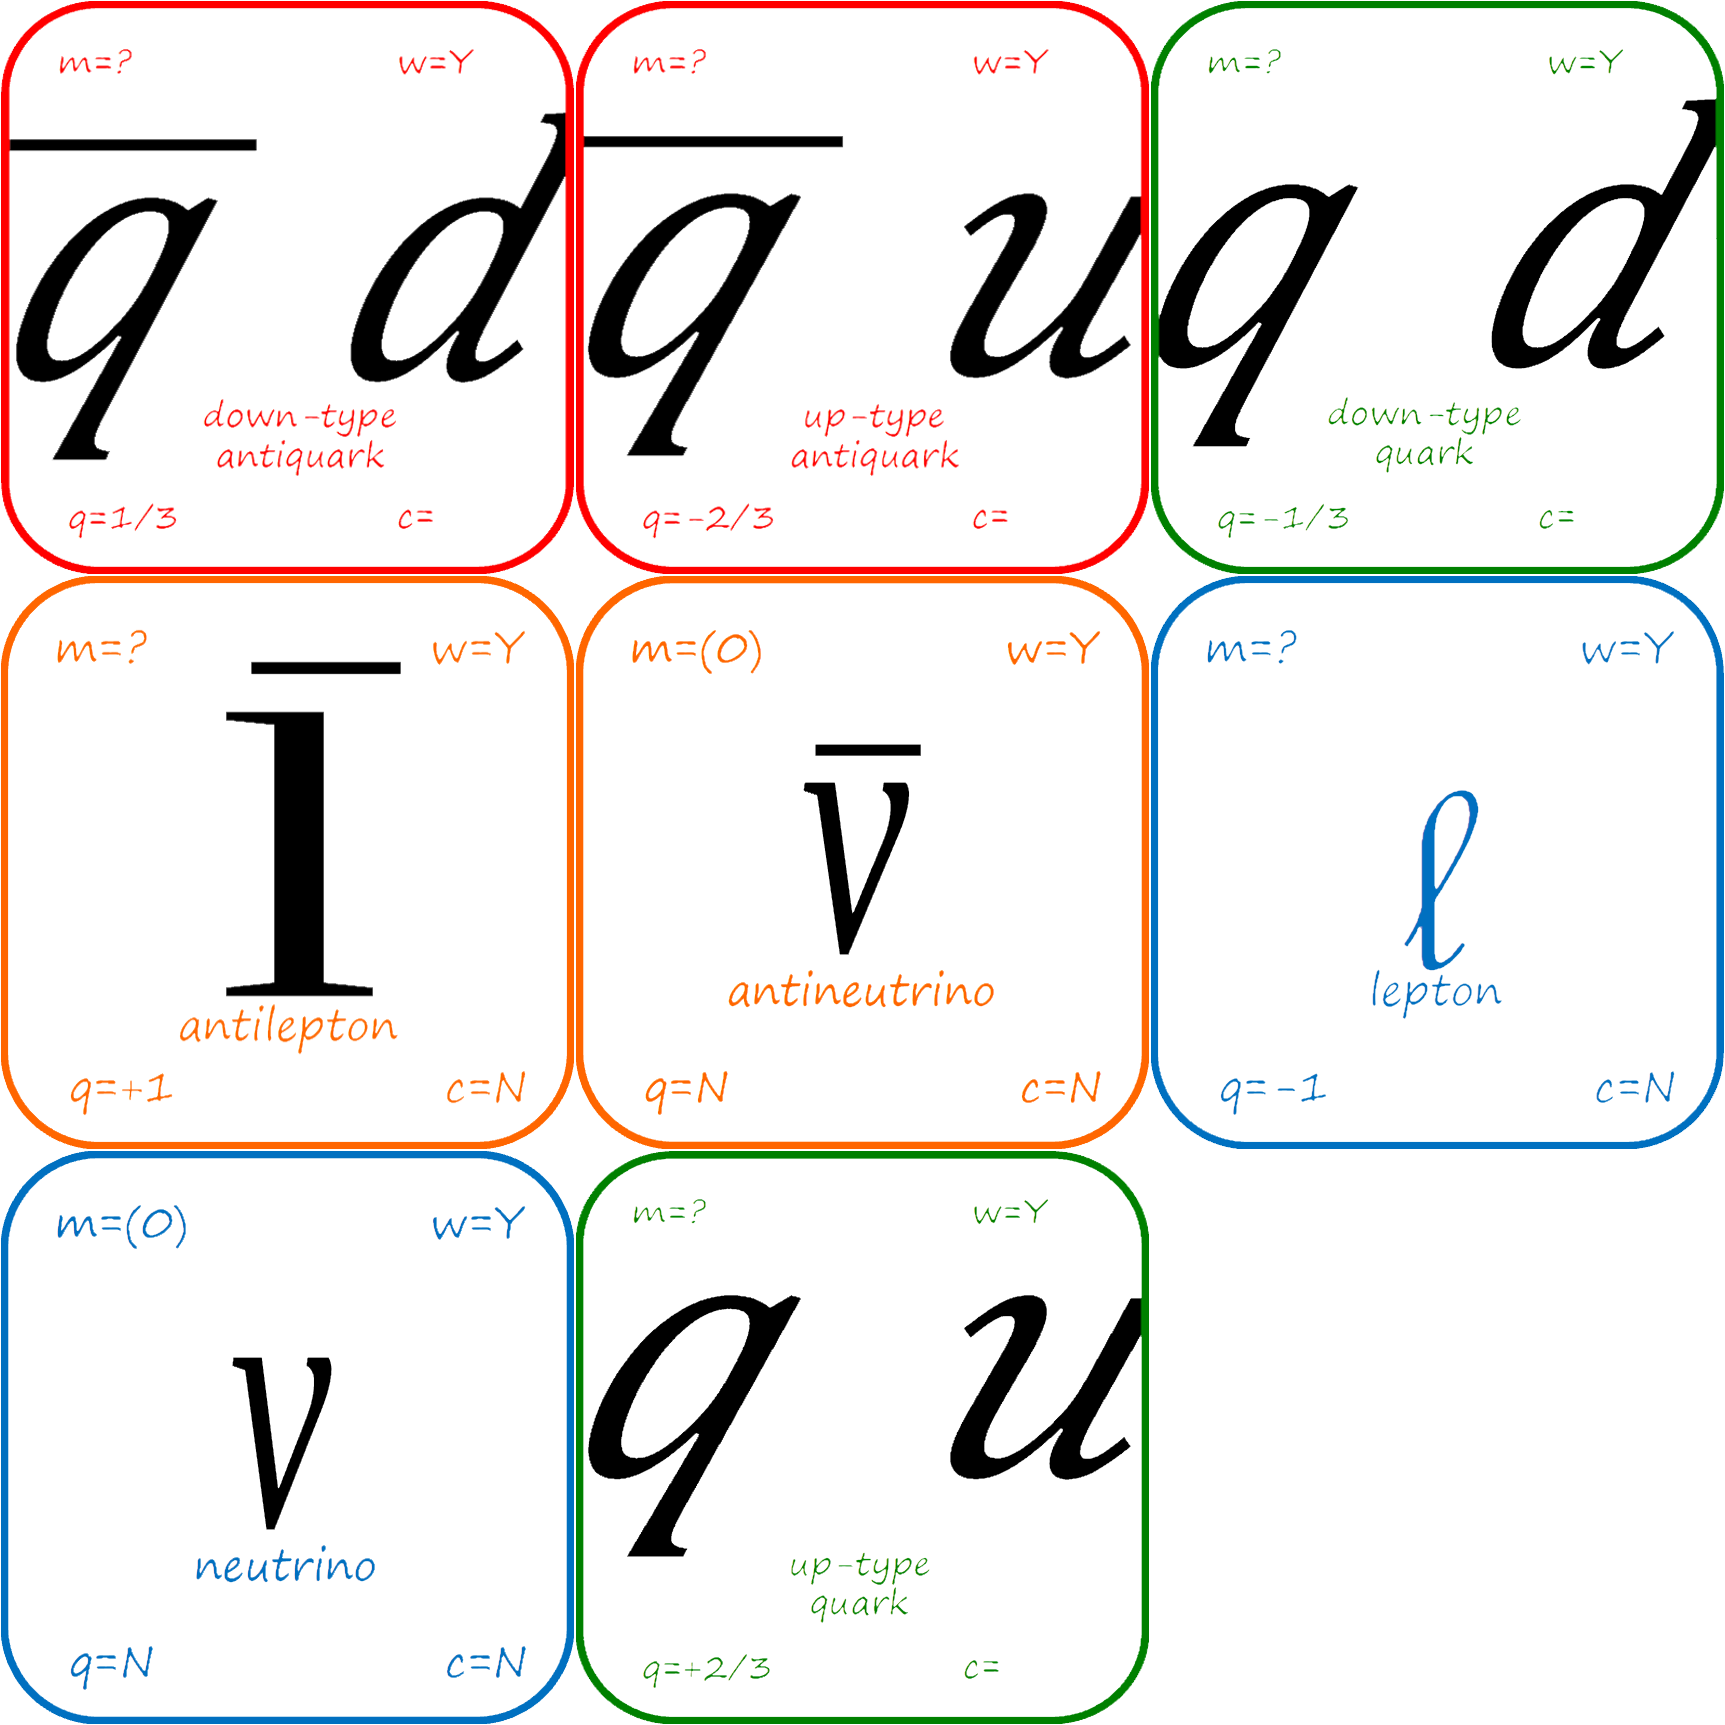 m=? w=Y
q̅ d
down-type
antiquark
q=1/3 c=
m=? w=Y
q̅ u
up-type
antiquark
q=-2/3 c=
m=? w=Y
q d
down-type
quark
q=-1/3 c=
m=? w=Y
l̅
antilepton
q=+1 c=N
m=(0) w=Y
ν̅
antineutrino
q=N c=N
m=? w=Y
ℓ
lepton
q=-1 c=N
m=(0) w=Y
ν
neutrino
q=N c=N
m=? w=Y
q u
up-type
quark
q=+2/3 c=